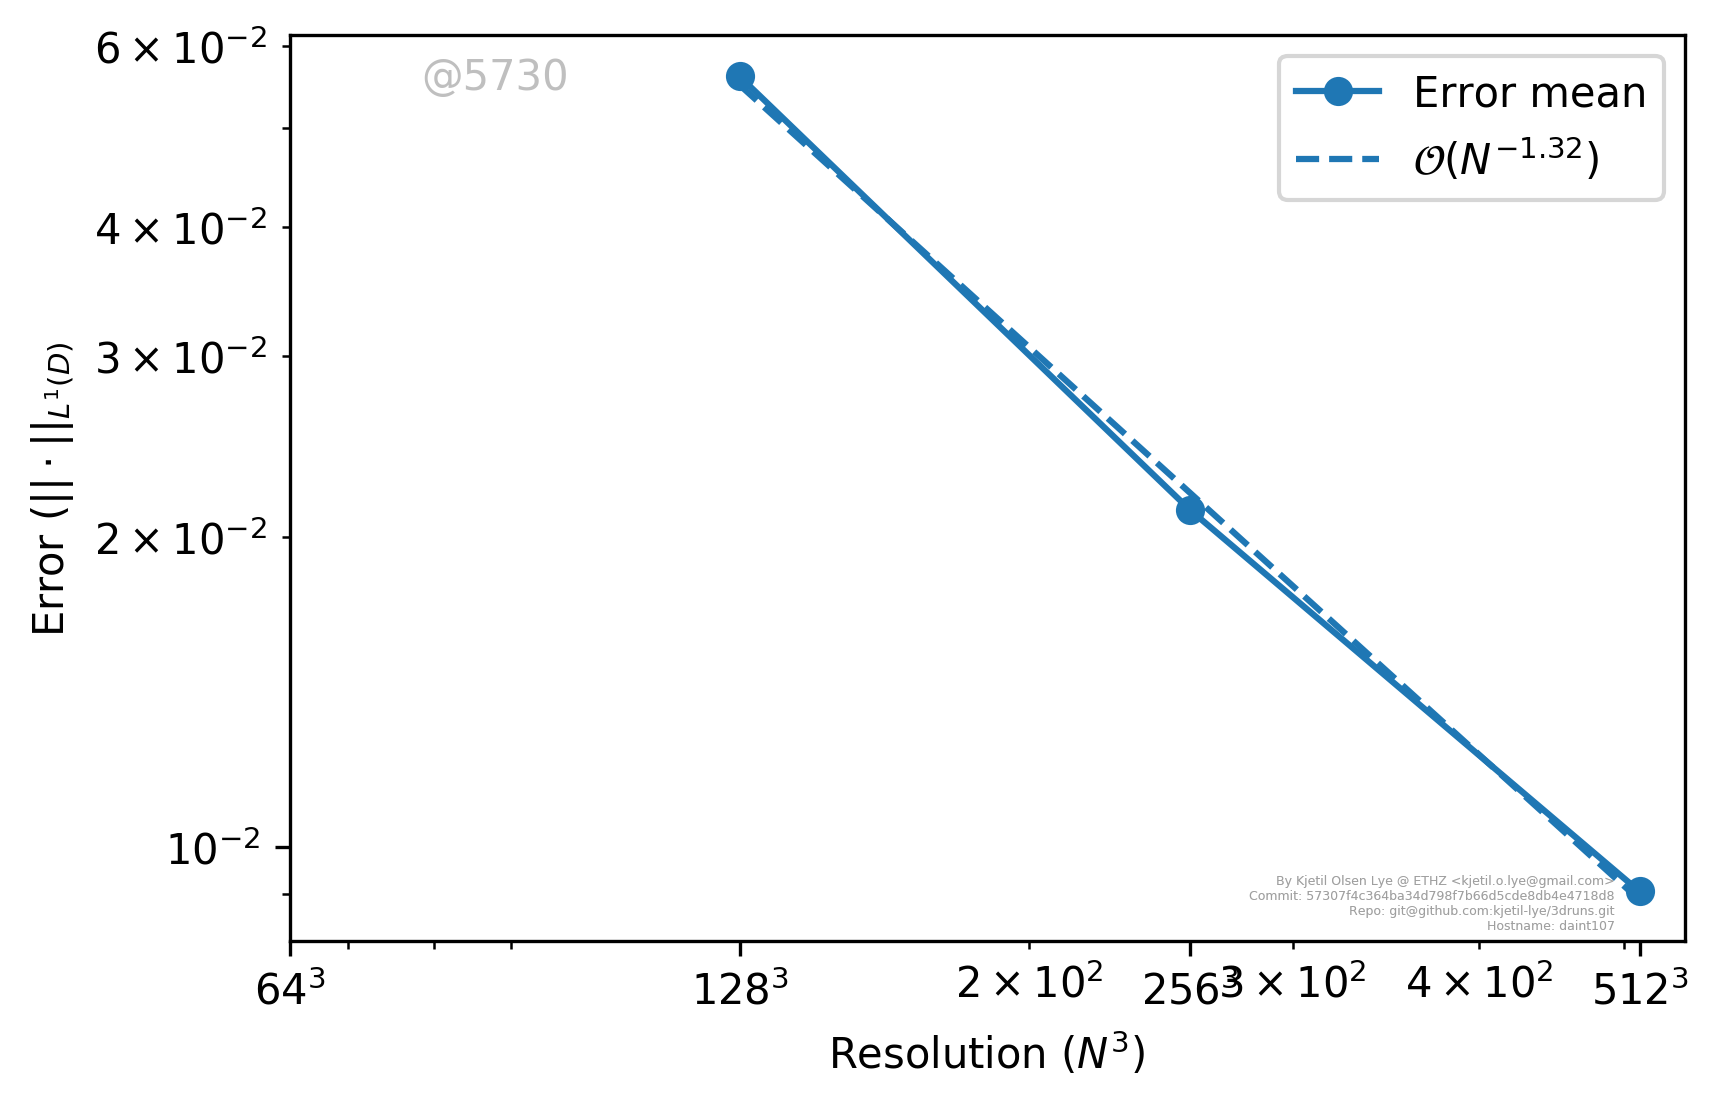 6 × 10⁻²
4 × 10⁻²
3 × 10⁻²
2 × 10⁻²
10⁻²
Error (|| · ||_{L¹(D)}
@5730
Error mean
𝒪(N⁻¹·³²)
By Kjetil Olsen Lye @ ETHZ <kjetil.o.lye@gmail.com>
Commit: 57307f4c364ba34d798f7b66d5cde8db4e4718d8
Repo: git@github.com:kjetil-lye/3druns.git
Hostname: daint107
64³ 128³ 2 × 10² 256³ 3 × 10² 4 × 10² 512³
Resolution (N³)